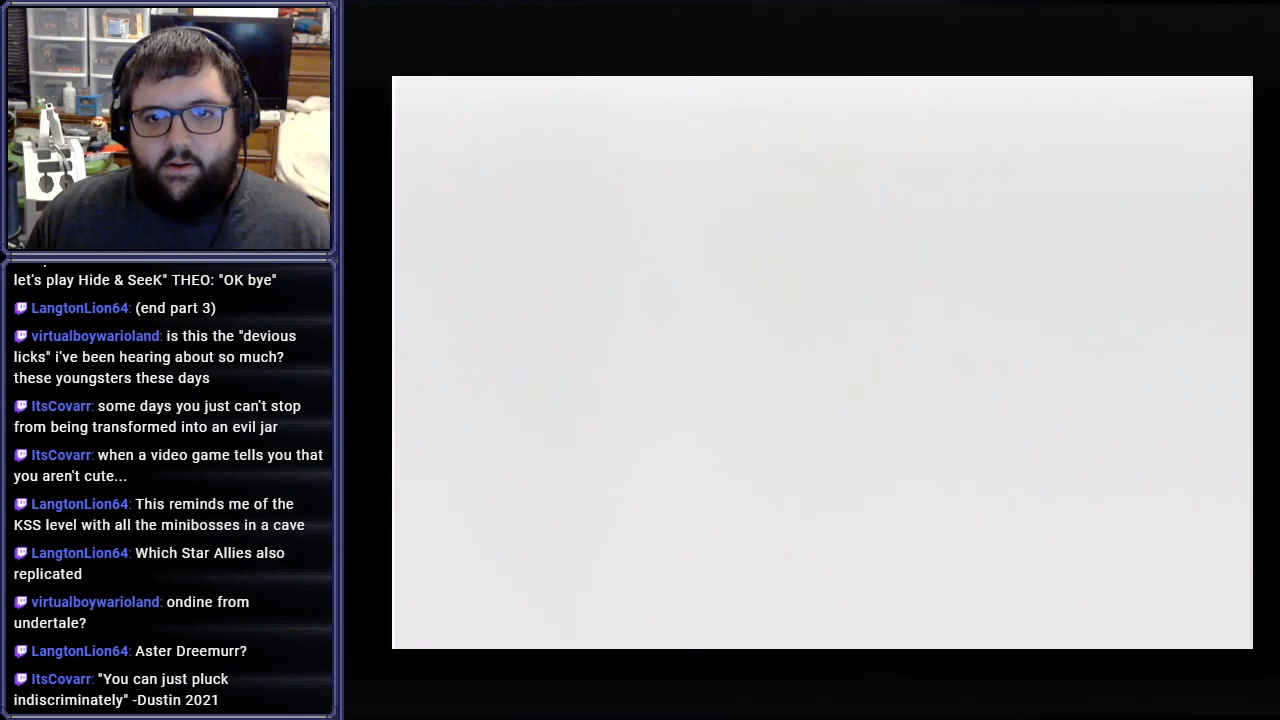 let's play Hide & SeeK" THEO: "OK bye"
LangtonLion64: (end part 3)
virtualboywarioland: is this the "devious
licks" i've been hearing about so much?
these youngsters these days
ItsCovarr: some days you just can't stop
from being transformed into an evil jar
ItsCovarr: when a video game tells you that
you aren't cute...
LangtonLion64: This reminds me of the
KSS level with all the minibosses in a cave
LangtonLion64: Which Star Allies also
replicated
virtualboywarioland: ondine from
undertale?
LangtonLion64: Aster Dreemurr?
ItsCovarr: "You can just pluck
indiscriminately" -Dustin 2021